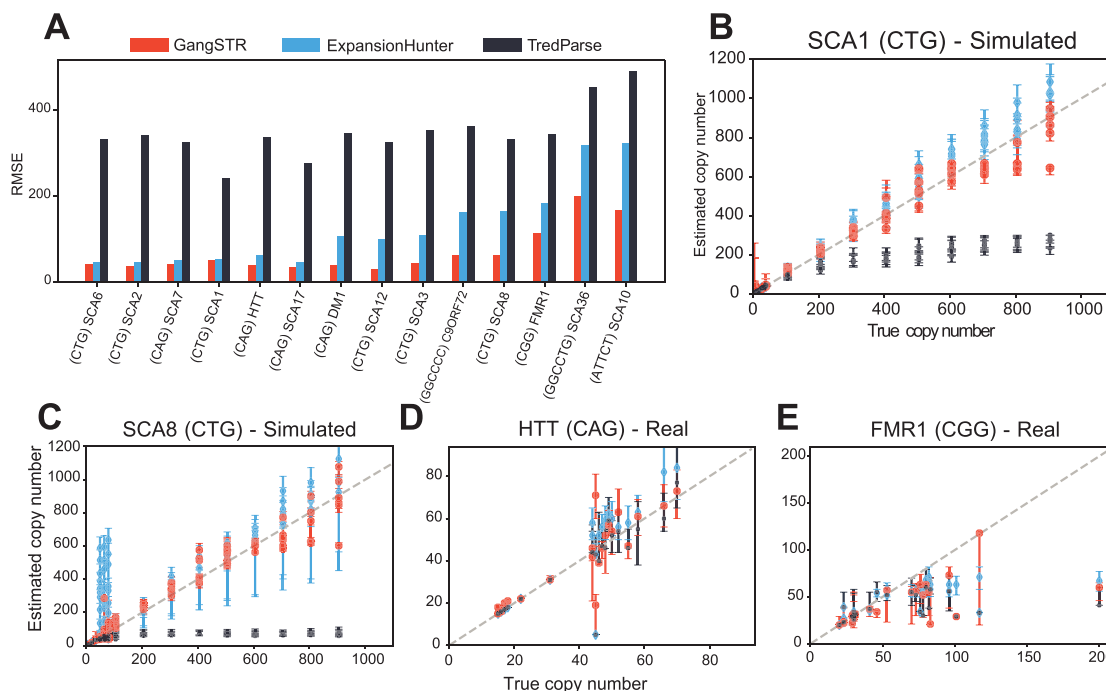 A
GangSTR
ExpansionHunter
TredParse
RMSE
400
200
0
(CTG) SCA6
(CTG) SCA2
(CAG) SCA7
(CTG) SCA1
(CAG) HTT
(CAG) SCA17
(CAG) DM1
(CTG) SCA12
(CTG) SCA3
(GGCCCC) C9ORF72
(CTG) SCA8
(CGG) FMR1
(GGCCTG) SCA36
(ATTCT) SCA10
B
SCA1 (CTG) - Simulated
Estimated copy number
1200
1000
800
600
400
200
0
0 200 400 600 800 1000
True copy number
C
SCA8 (CTG) - Simulated
Estimated copy number
1200
1000
800
600
400
200
0
0 200 400 600 800 1000
D
HTT (CAG) - Real
80
60
40
20
0
0 20 40 60 80
True copy number
E
FMR1 (CGG) - Real
200
150
100
50
0
0 50 100 150 200